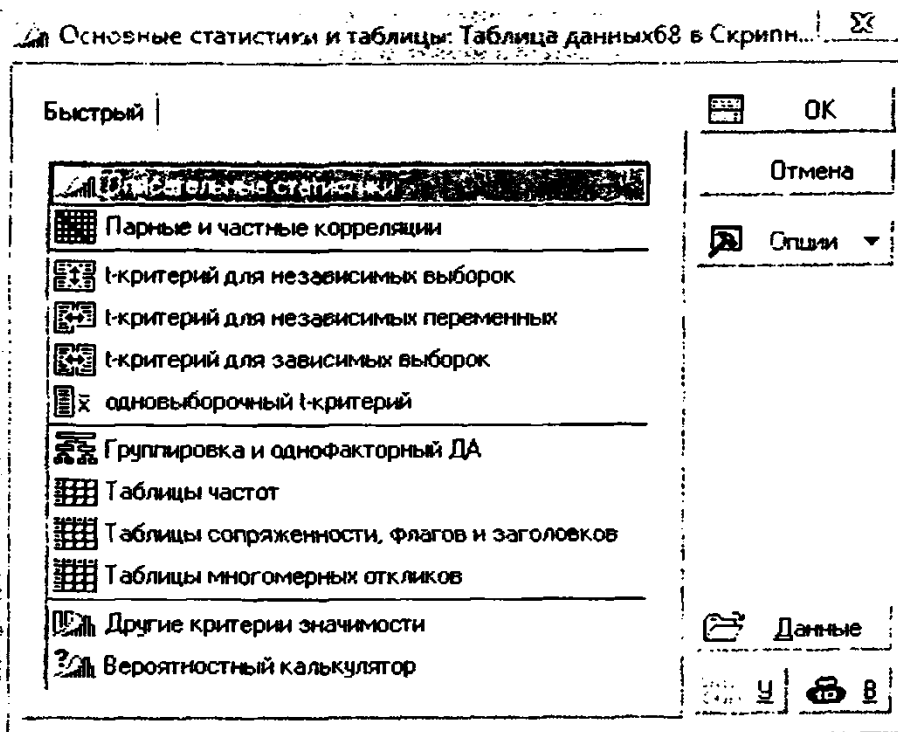 Основные статистики и таблицы: Таблица данных68 в Скрипн...
Быстрый
Описательные статистики
Парные и частные корреляции
t-критерий для независимых выборок
t-критерий для независимых переменных
t-критерий для зависимых выборок
одновыборочный t-критерий
Группировка и однофакторный ДА
Таблицы частот
Таблицы сопряженности, флагов и заголовков
Таблицы многомерных откликов
Другие критерии значимости
Вероятностный калькулятор
OK
Отмена
Опции
Данные
У
В